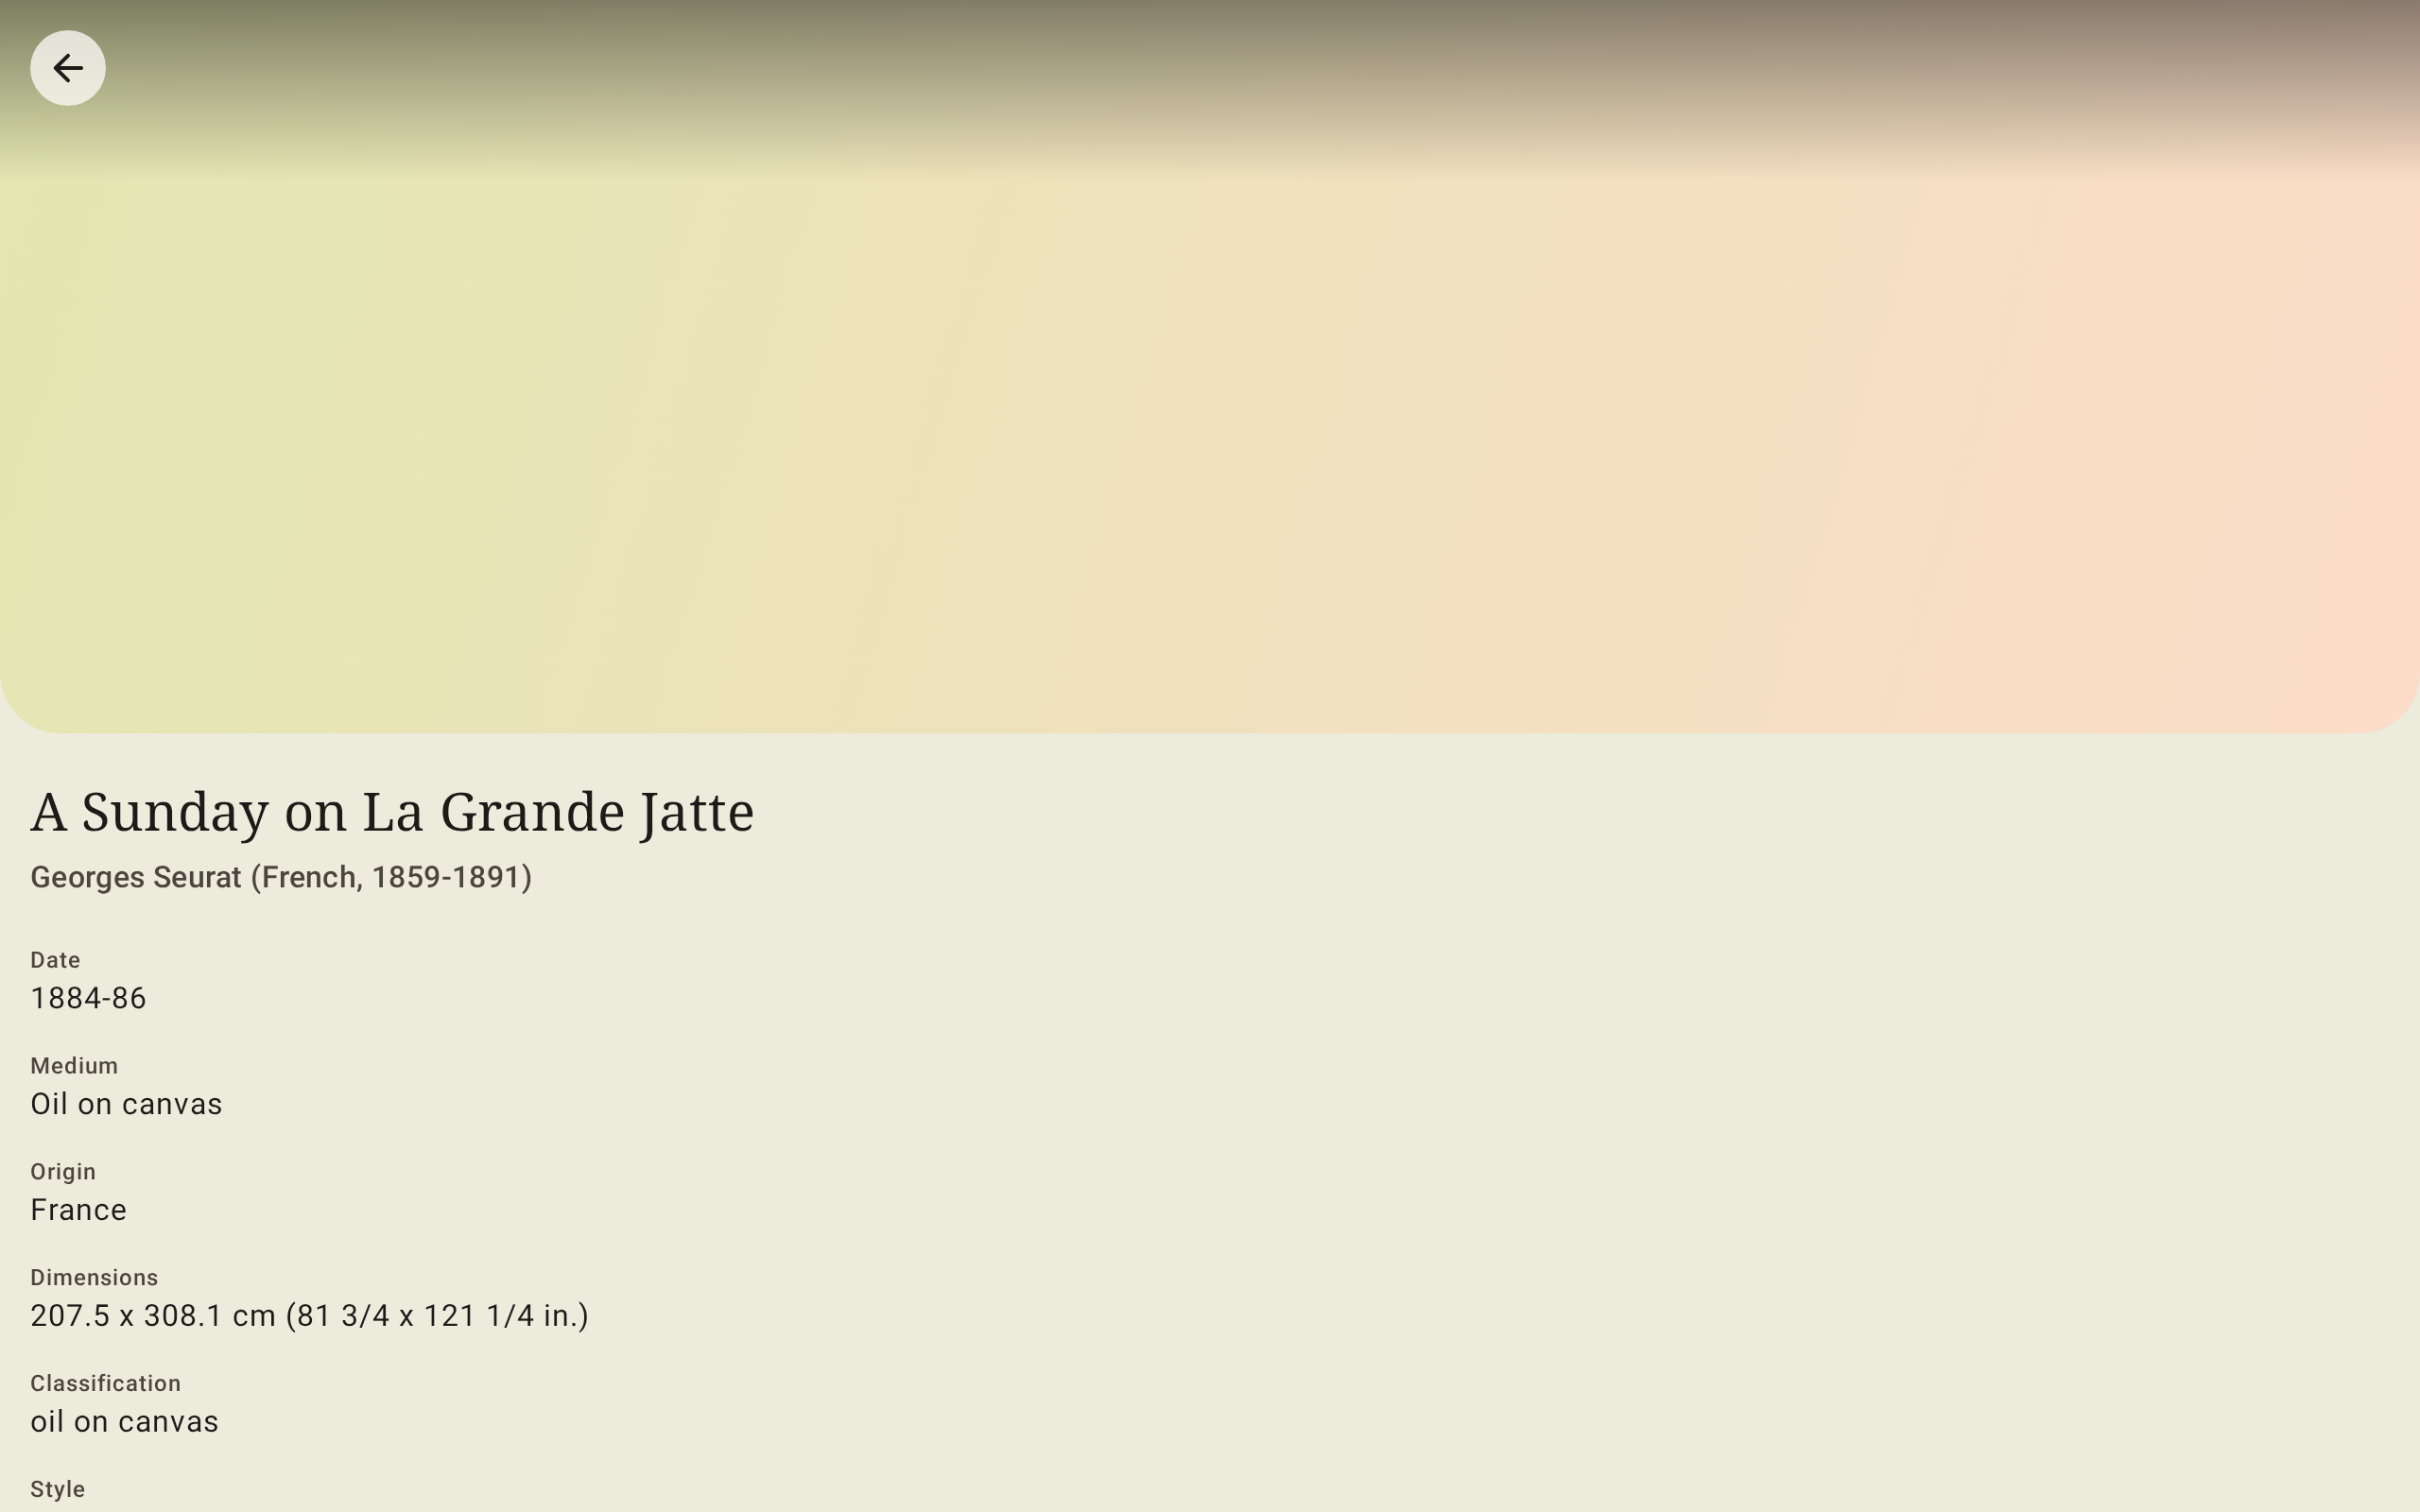 A Sunday on La Grande Jatte
Georges Seurat (French, 1859-1891)
Date
1884-86
Medium
Oil on canvas
Origin
France
Dimensions
207.5 x 308.1 cm (81 3/4 x 121 1/4 in.)
Classification
oil on canvas
Style